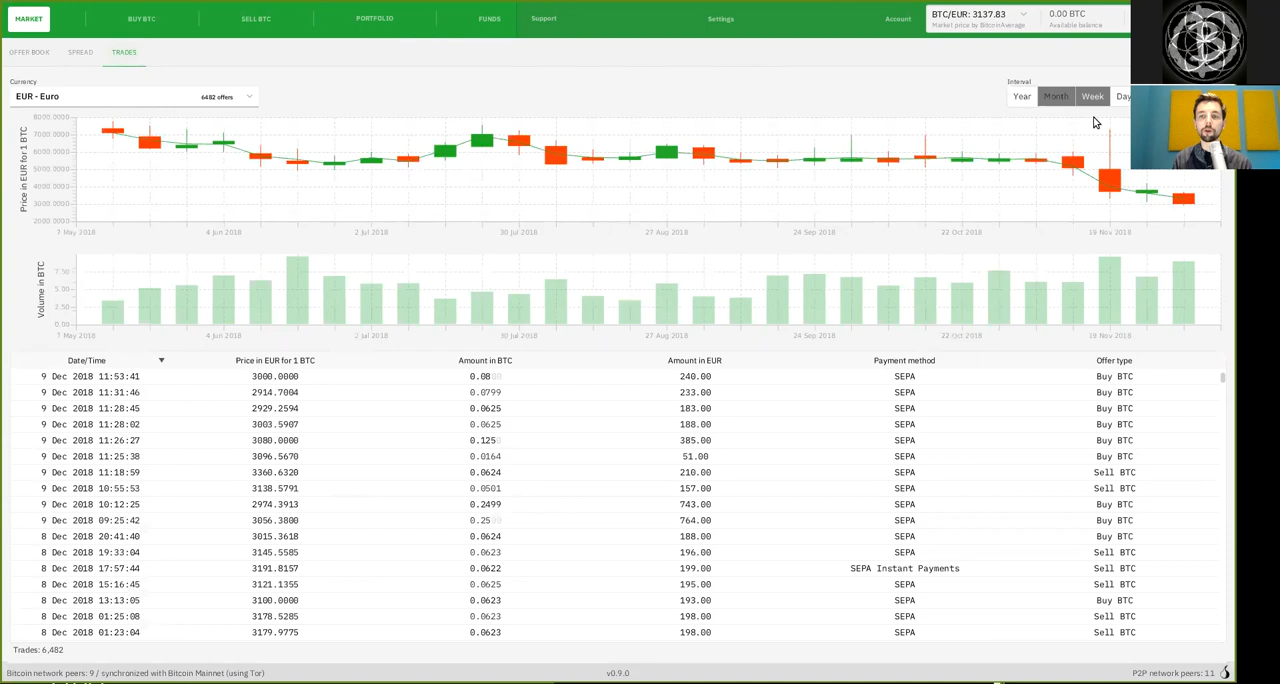 MARKET BUY BTC SELL BTC PORTFOLIO FUNDS Support Settings Account BTC/EUR: 3137.83 0.00 BTC
Market price by BitcoinAverage Available balance
OFFER BOOK SPREAD TRADES
Currency Interval
EUR - Euro 6482 offers Year Month Week Day
Price in EUR for 1 BTC
8000.0000
7000.0000
6000.0000
5000.0000
4000.0000
3000.0000
2000.0000
7 May 2018 4 Jun 2018 2 Jul 2018 30 Jul 2018 27 Aug 2018 24 Sep 2018 22 Oct 2018 19 Nov 2018
Volume in BTC
7.50
5.00
2.50
0.00
7 May 2018 4 Jun 2018 2 Jul 2018 30 Jul 2018 27 Aug 2018 24 Sep 2018 22 Oct 2018 19 Nov 2018
Date/Time ▼ Price in EUR for 1 BTC Amount in BTC Amount in EUR Payment method Offer type
9 Dec 2018 11:53:41 3000.0000 0.0800 240.00 SEPA Buy BTC
9 Dec 2018 11:31:46 2914.7004 0.0799 233.00 SEPA Buy BTC
9 Dec 2018 11:28:45 2929.2594 0.0625 183.00 SEPA Buy BTC
9 Dec 2018 11:28:02 3003.5907 0.0625 188.00 SEPA Buy BTC
9 Dec 2018 11:26:27 3080.0000 0.1250 385.00 SEPA Buy BTC
9 Dec 2018 11:25:38 3096.5670 0.0164 51.00 SEPA Buy BTC
9 Dec 2018 11:18:59 3360.6320 0.0624 210.00 SEPA Sell BTC
9 Dec 2018 10:55:53 3138.5791 0.0501 157.00 SEPA Sell BTC
9 Dec 2018 10:12:25 2974.3913 0.2499 743.00 SEPA Buy BTC
9 Dec 2018 09:25:42 3056.3800 0.2500 764.00 SEPA Buy BTC
8 Dec 2018 20:41:40 3015.3618 0.0624 188.00 SEPA Buy BTC
8 Dec 2018 19:33:04 3145.5585 0.0623 196.00 SEPA Sell BTC
8 Dec 2018 17:57:44 3191.8157 0.0622 199.00 SEPA Instant Payments Sell BTC
8 Dec 2018 15:16:45 3121.1355 0.0625 195.00 SEPA Sell BTC
8 Dec 2018 13:13:05 3100.0000 0.0623 193.00 SEPA Buy BTC
8 Dec 2018 01:25:08 3178.5285 0.0623 198.00 SEPA Sell BTC
8 Dec 2018 01:23:04 3179.9775 0.0623 198.00 SEPA Sell BTC
Trades: 6,482
Bitcoin network peers: 9 / synchronized with Bitcoin Mainnet (using Tor) v0.9.0 P2P network peers: 11